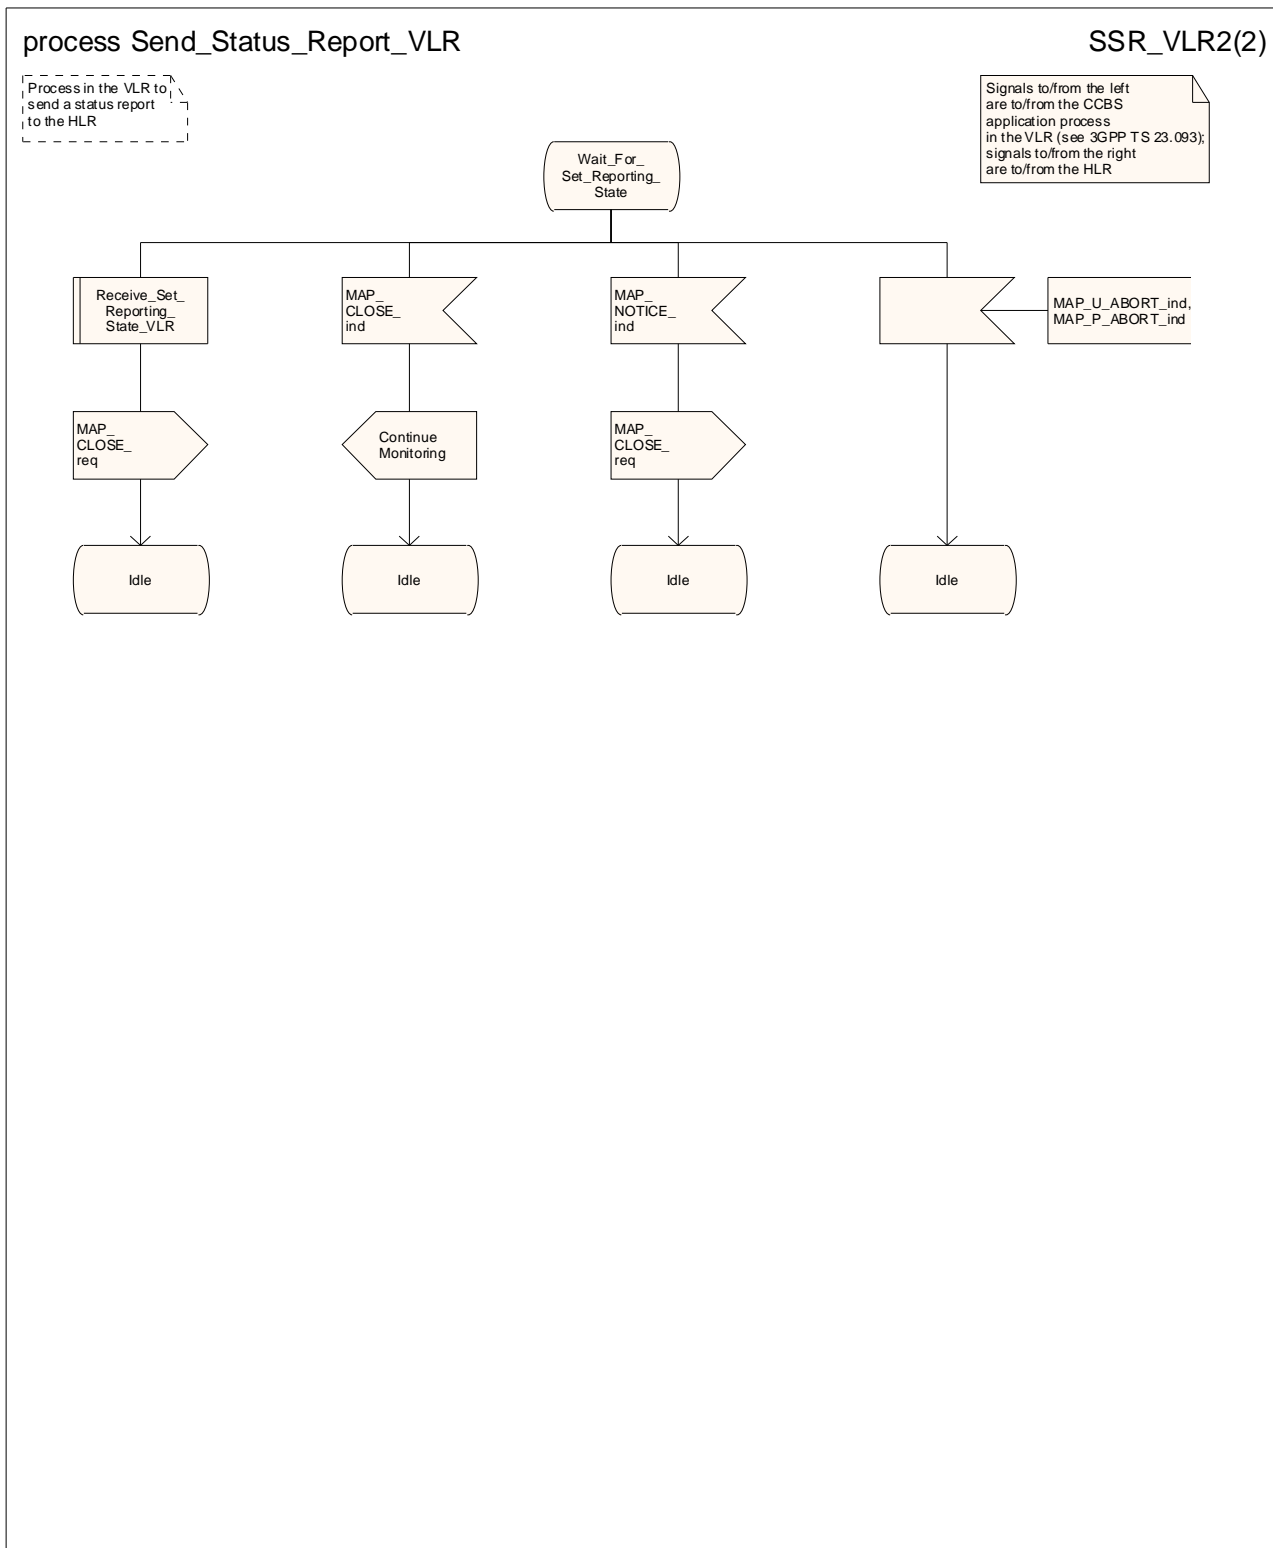 process Send_Status_Report_VLR
SSR_VLR2(2)
Process in the VLR to
send a status report
to the HLR
Signals to/from the left
are to/from the CCBS
application process
in the VLR (see 3GPP TS 23.093);
signals to/from the right
are to/from the HLR
Wait_For_
Set_Reporting_
State
Receive_Set_
Reporting_
State_VLR
MAP_
CLOSE_
ind
MAP_
NOTICE_
ind
MAP_U_ABORT_ind,
MAP_P_ABORT_ind
MAP_
CLOSE_
req
Continue
Monitoring
MAP_
CLOSE_
req
Idle
Idle
Idle
Idle